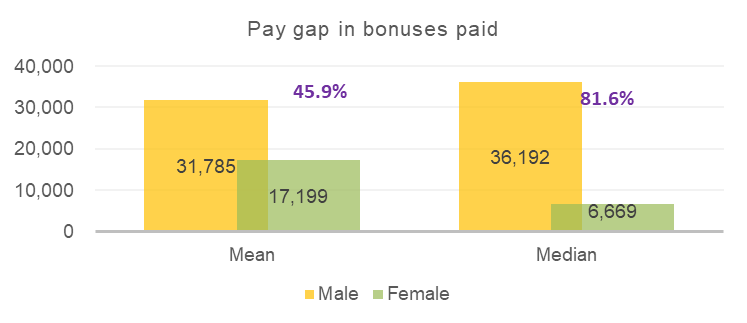 Pay gap in bonuses paid
40,000
30,000
20,000
10,000
0
45.9%
81.6%
31,785
17,199
36,192
6,669
Mean
Median
Male
Female